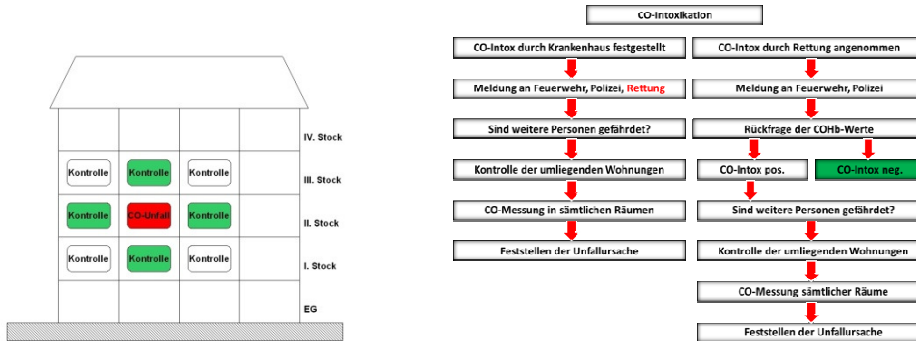 IV. Stock
Kontrolle Kontrolle Kontrolle
III. Stock
Kontrolle CO-Unfall Kontrolle
II. Stock
Kontrolle Kontrolle Kontrolle
I. Stock
EG
CO-Intoxikation
CO-Intox durch Krankenhaus festgestellt
Meldung an Feuerwehr, Polizei, Rettung
Sind weitere Personen gefährdet?
Kontrolle der umliegenden Wohnungen
CO-Messung in sämtlichen Räumen
Feststellen der Unfallursache
CO-Intox durch Rettung angenommen
Meldung an Feuerwehr, Polizei
Rückfrage der COHb-Werte
CO-Intox pos.
CO-Intox neg.
Sind weitere Personen gefährdet?
Kontrolle der umliegenden Wohnungen
CO-Messung sämtlicher Räume
Feststellen der Unfallursache